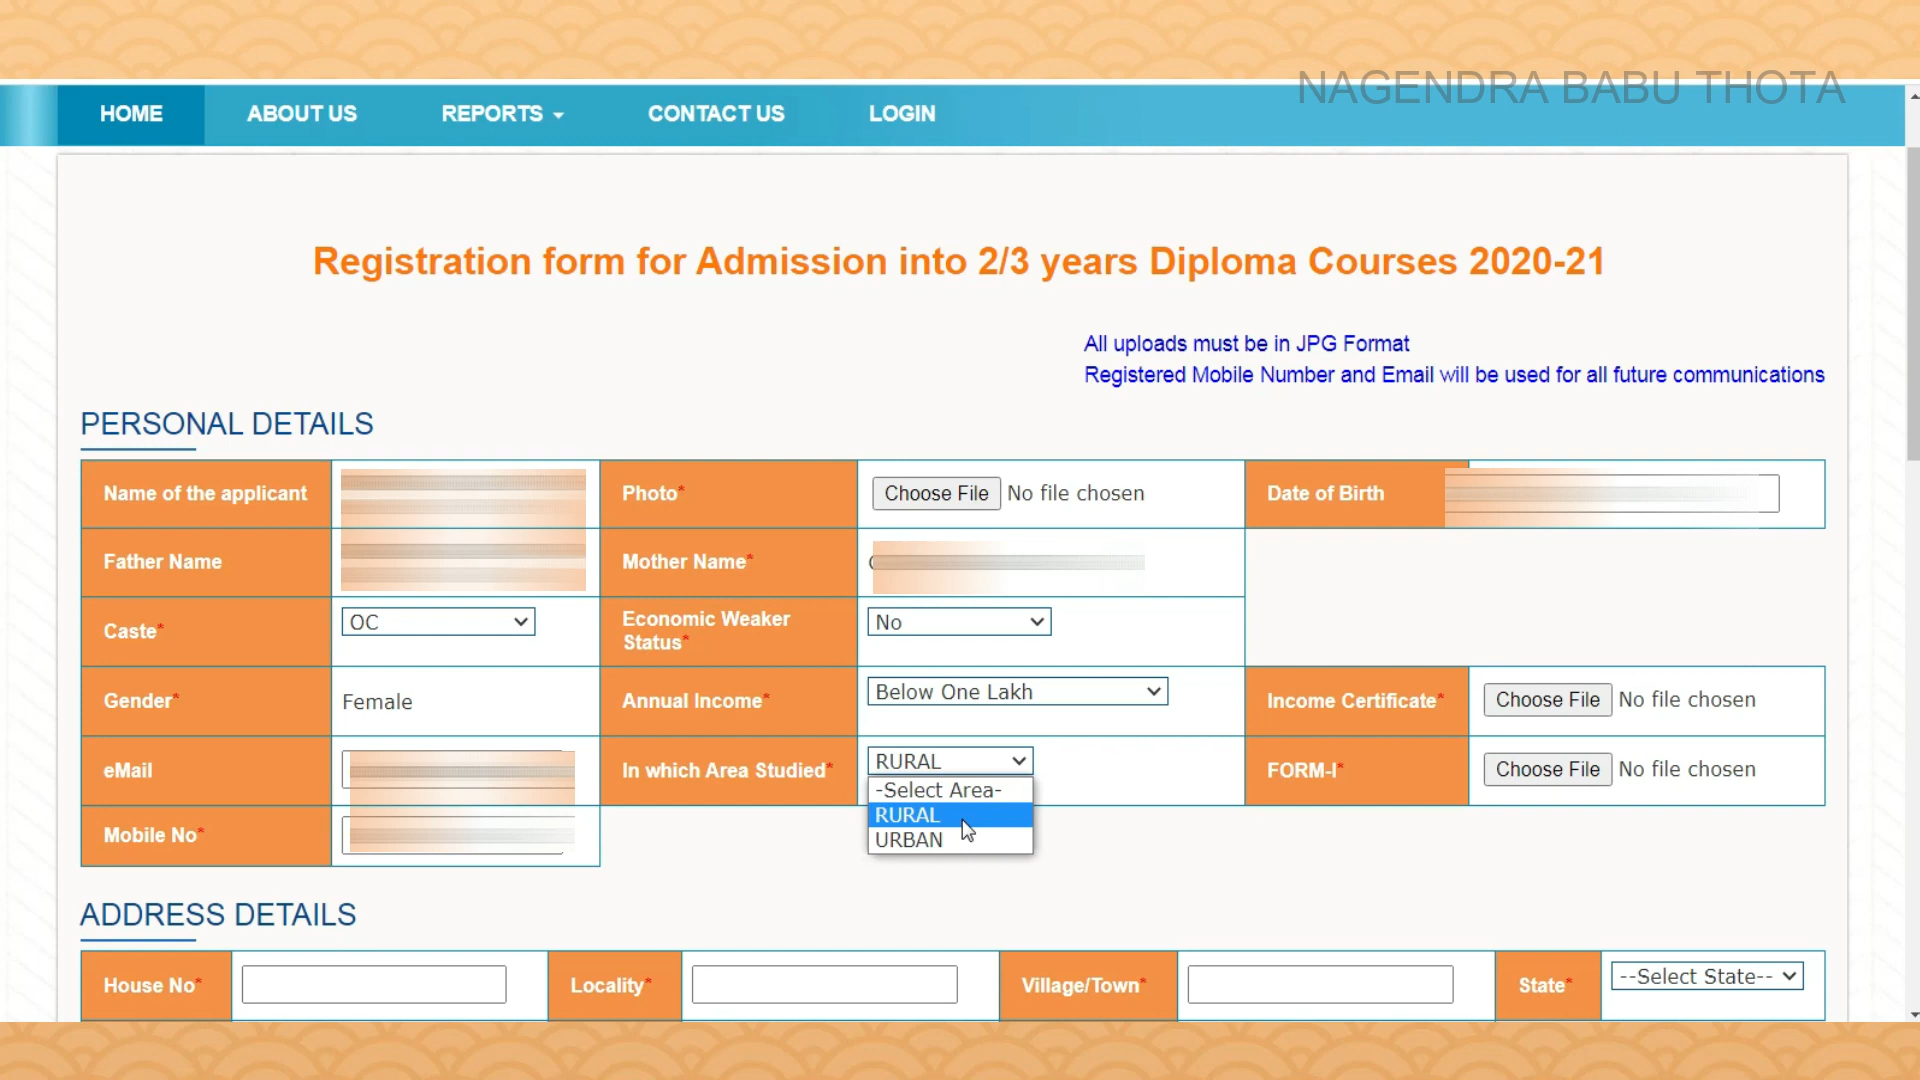 NAGENDRA BABU THOTA
HOME ABOUT US REPORTS CONTACT US LOGIN
Registration form for Admission into 2/3 years Diploma Courses 2020-21
All uploads must be in JPG Format
Registered Mobile Number and Email will be used for all future communications
PERSONAL DETAILS
Name of the applicant Photo* Choose File No file chosen Date of Birth
Father Name Mother Name*
Caste* OC Economic Weaker Status* No
Gender* Female Annual Income* Below One Lakh Income Certificate* Choose File No file chosen
eMail In which Area Studied* RURAL FORM-I* Choose File No file chosen
-Select Area-
RURAL
URBAN
Mobile No*
ADDRESS DETAILS
House No* Locality* Village/Town* State* --Select State--